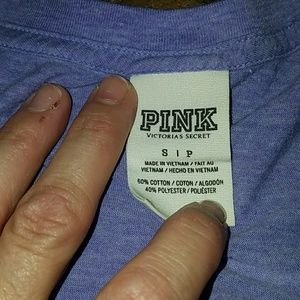 PINK
VICTORIA'S SECRET
S | P
MADE IN VIETNAM / FAIT AU
VIETNAM / HECHO EN VIETNAM
60% COTTON / COTON / ALGODÓN
40% POLYESTER / POLIÉSTER